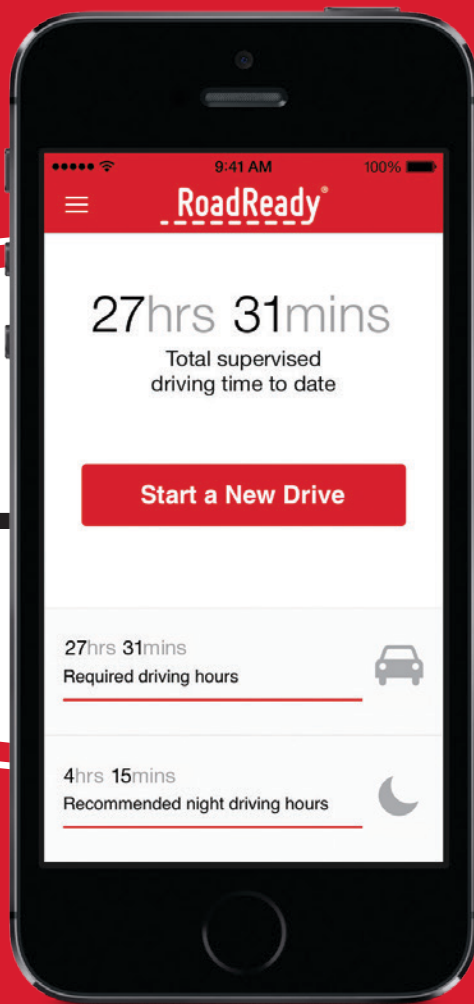 9:41 AM 100%
RoadReady®
27hrs 31mins
Total supervised
driving time to date
Start a New Drive
27hrs 31mins
Required driving hours
4hrs 15mins
Recommended night driving hours